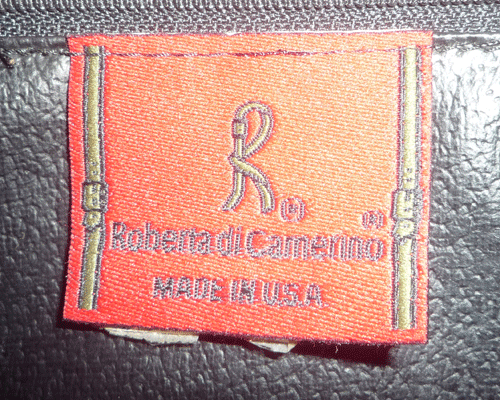 R (R)
(R)
Roberta di Camerino
MADE IN U.S.A.